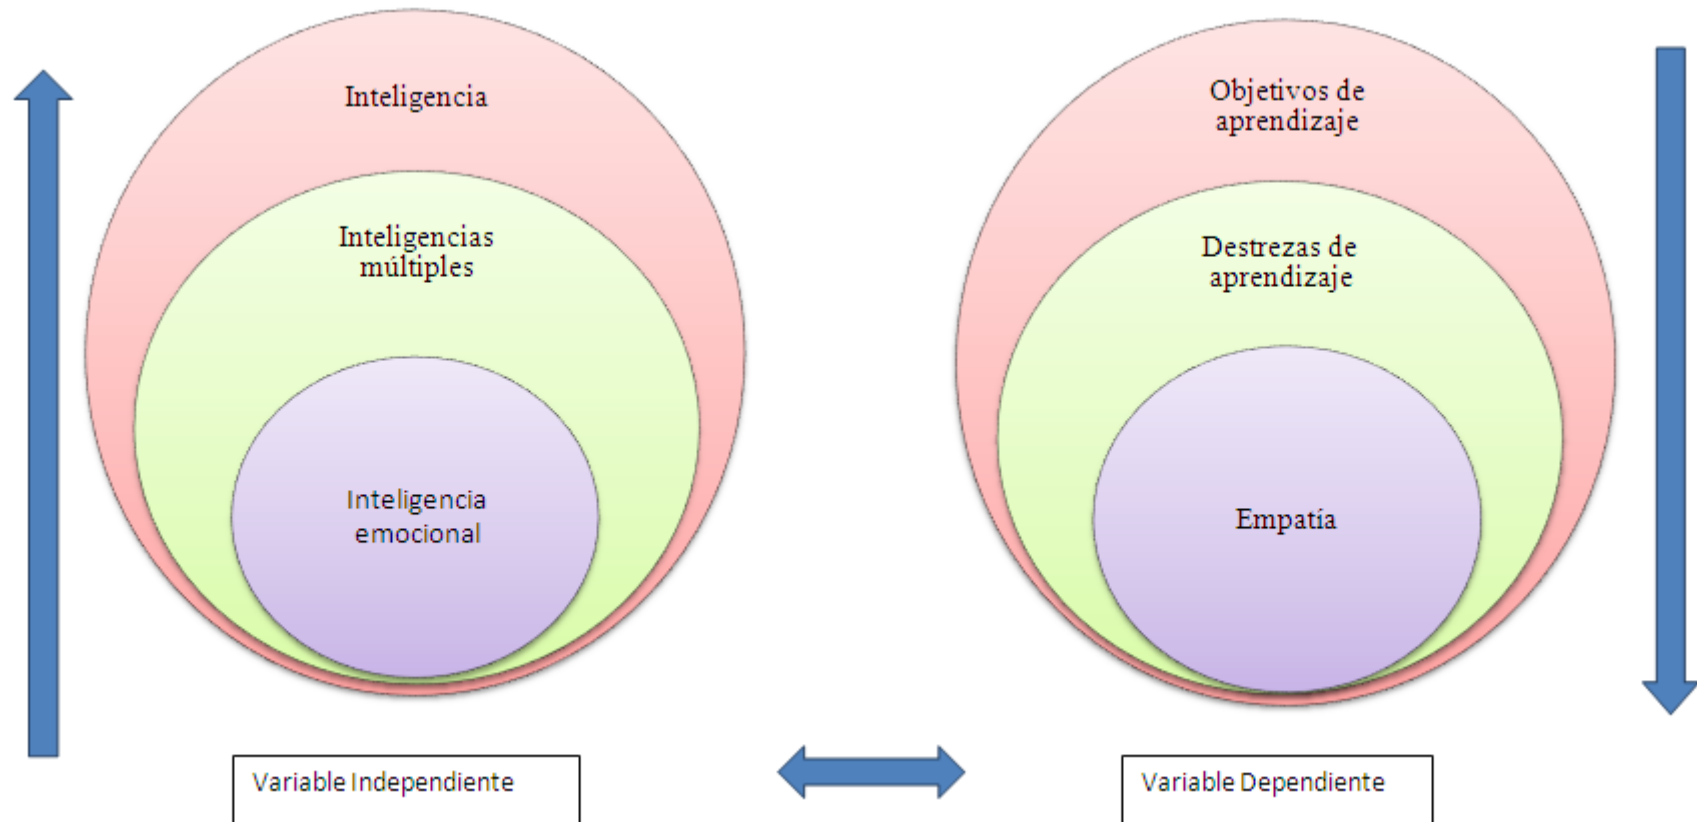 Inteligencia
Inteligencias
múltiples
Inteligencia
emocional
Variable Independiente
Objetivos de
aprendizaje
Destrezas de
aprendizaje
Empatía
Variable Dependiente